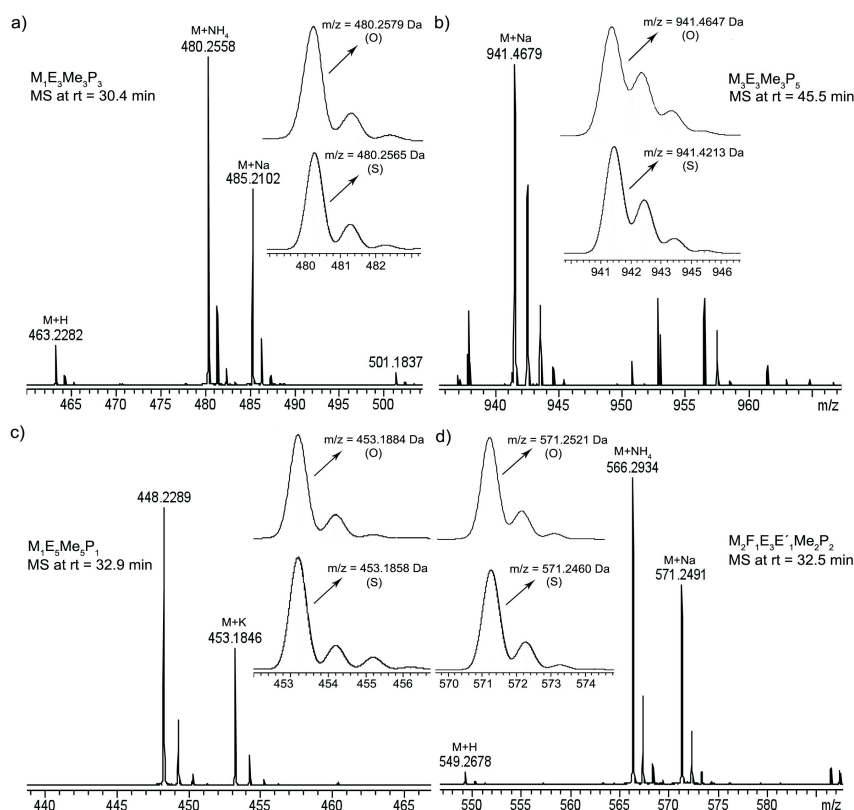 a)
M+NH₄
480.2558
m/z = 480.2579 Da
(O)
M₁E₃Me₃P₃
MS at rt = 30.4 min
m/z = 480.2565 Da
(S)
M+Na
485.2102
480 481 482
M+H
463.2282
501.1837
465 470 475 480 485 490 495 500
b)
M+Na
941.4679
m/z = 941.4647 Da
(O)
M₃E₃Me₃P₅
MS at rt = 45.5 min
m/z = 941.4213 Da
(S)
941 942 943 945 946
940 945 950 955 960 m/z
c)
448.2289
m/z = 453.1884 Da
(O)
M₁E₅Me₅P₁
MS at rt = 32.9 min
m/z = 453.1858 Da
(S)
M+K
453.1846
453 454 455 456
440 445 450 455 460 465 m/z
d)
M+NH₄
566.2934
m/z = 571.2521 Da
(O)
M₂F₁E₃E´₁Me₂P₂
MS at rt = 32.5 min
m/z = 571.2460 Da
(S)
M+Na
571.2491
570 571 572 573 574
M+H
549.2678
550 555 560 565 570 575 580 m/z